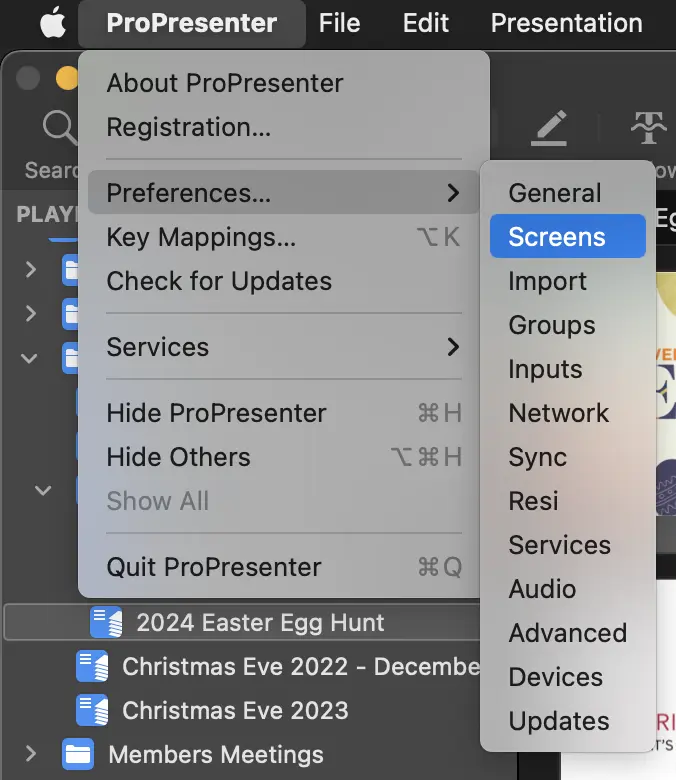 ProPresenter File Edit Presentation
About ProPresenter
Registration...
Preferences...
Key Mappings... ⌥K
Check for Updates
Services
Hide ProPresenter ⌘H
Hide Others ⌥⌘H
Show All
Quit ProPresenter ⌘Q
General
Screens
Import
Groups
Inputs
Network
Sync
Resi
Services
Audio
Advanced
Devices
Updates
2024 Easter Egg Hunt
Christmas Eve 2022 - Decembe
Christmas Eve 2023
Members Meetings